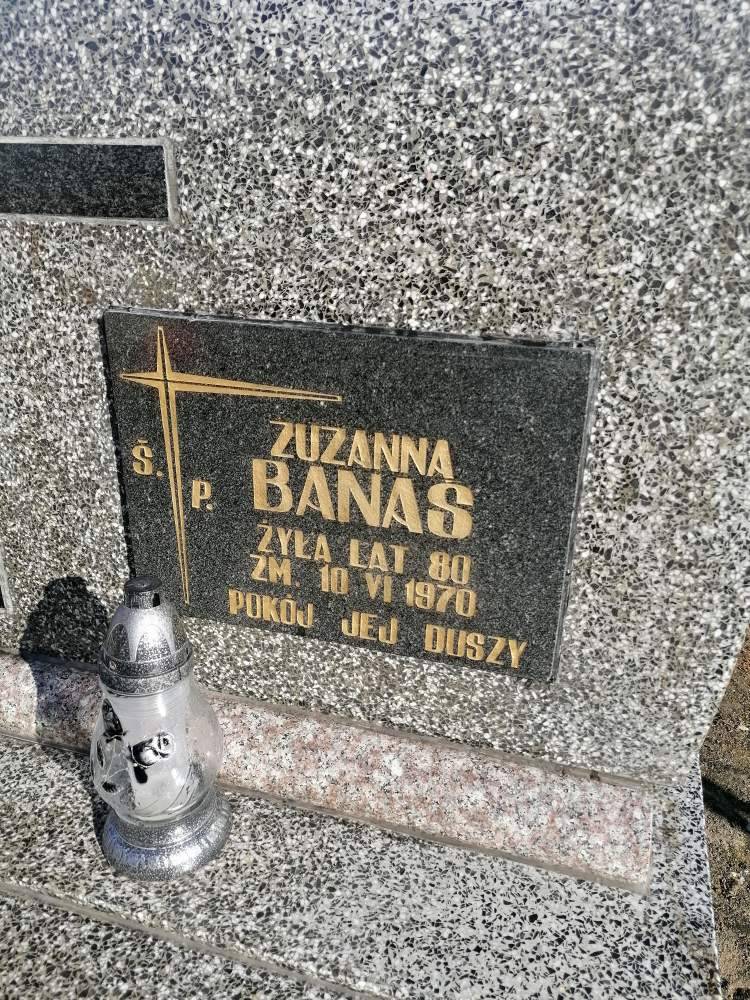 Ś. P.
ZUZANNA
BANAŚ
ŻYŁA LAT 80
ZM. 10 VI 1970
POKÓJ JEJ DUSZY